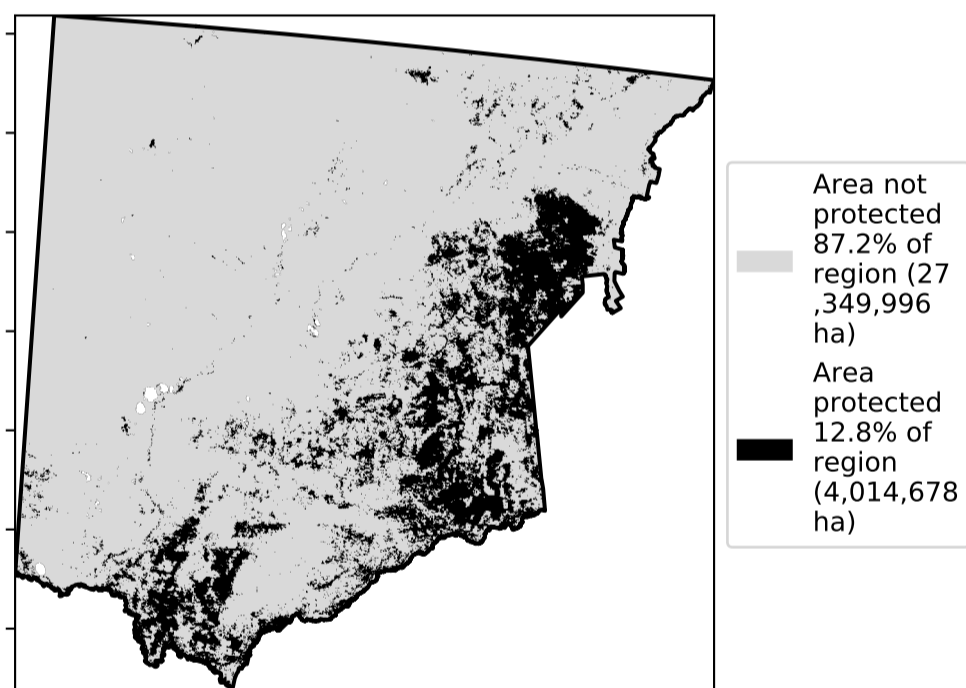 Area not
protected
87.2% of
region (27
,349,996
ha)
Area
protected
12.8% of
region
(4,014,678
ha)